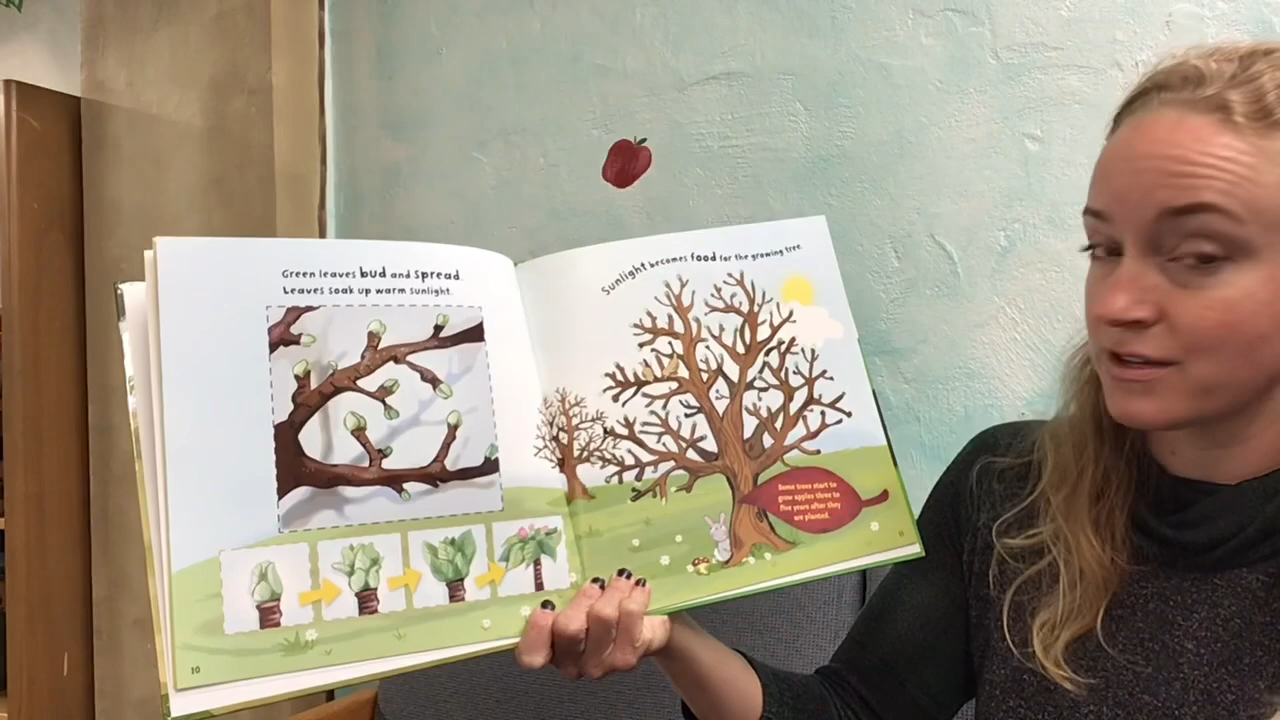 Green leaves bud and spread.
Leaves soak up warm sunlight.
Sunlight becomes food for the growing tree.
Some trees start to
grow apples three to
five years after they
are planted.
10
11